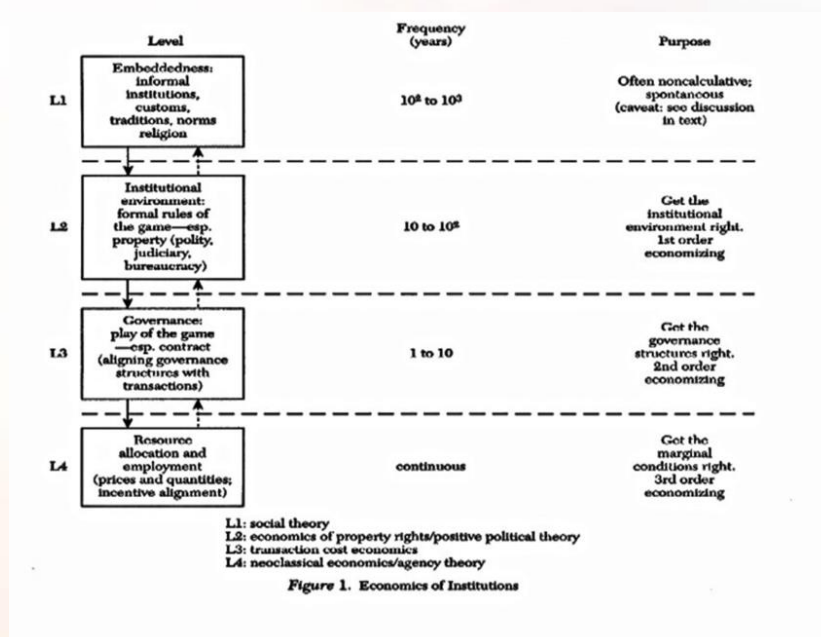 Level
Frequency
(years)
Purpose
L1
Embeddedness:
informal
institutions,
customs,
traditions, norms
religion
10² to 10³
Often noncalculative;
spontaneous
(caveat: see discussion
in text)
L2
Institutional
environment:
formal rules of
the game—esp.
property (polity,
judiciary,
bureaucracy)
10 to 10²
Get the
institutional
environment right.
1st order
economizing
L3
Governance:
play of the game
—esp. contract
(aligning governance
structures with
transactions)
1 to 10
Get the
governance
structures right.
2nd order
economizing
L4
Resource
allocation and
employment
(prices and quantities;
incentive alignment)
continuous
Get the
marginal
conditions right.
3rd order
economizing
L1: social theory
L2: economics of property rights/positive political theory
L3: transaction cost economics
L4: neoclassical economics/agency theory
Figure 1. Economics of Institutions